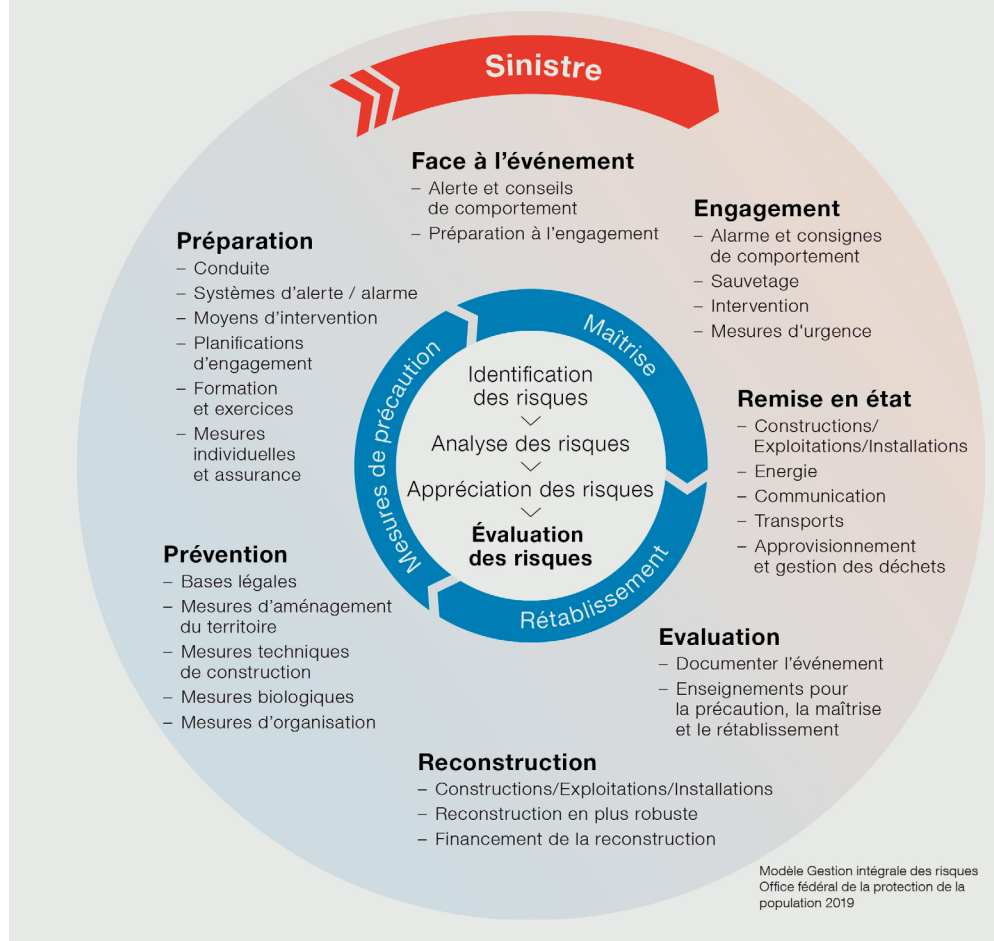 Sinistre
Face à l’événement
– Alerte et conseils
de comportement
– Préparation à l’engagement
Engagement
– Alarme et consignes
de comportement
– Sauvetage
– Intervention
– Mesures d'urgence
Remise en état
– Constructions/
Exploitations/Installations
– Energie
– Communication
– Transports
– Approvisionnement
et gestion des déchets
Evaluation
– Documenter l’événement
– Enseignements pour
la précaution, la maîtrise
et le rétablissement
Reconstruction
– Constructions/Exploitations/Installations
– Reconstruction en plus robuste
– Financement de la reconstruction
Prévention
– Bases légales
– Mesures d’aménagement
du territoire
– Mesures techniques
de construction
– Mesures biologiques
– Mesures d’organisation
Préparation
– Conduite
– Systèmes d’alerte / alarme
– Moyens d’intervention
– Planifications
d’engagement
– Formation
et exercices
– Mesures
individuelles
et assurance
Maîtrise
Rétablissement
Mesures de précaution
Identification
des risques
Analyse des risques
Appréciation des risques
Évaluation
des risques
Modèle Gestion intégrale des risques
Office fédéral de la protection de la
population 2019